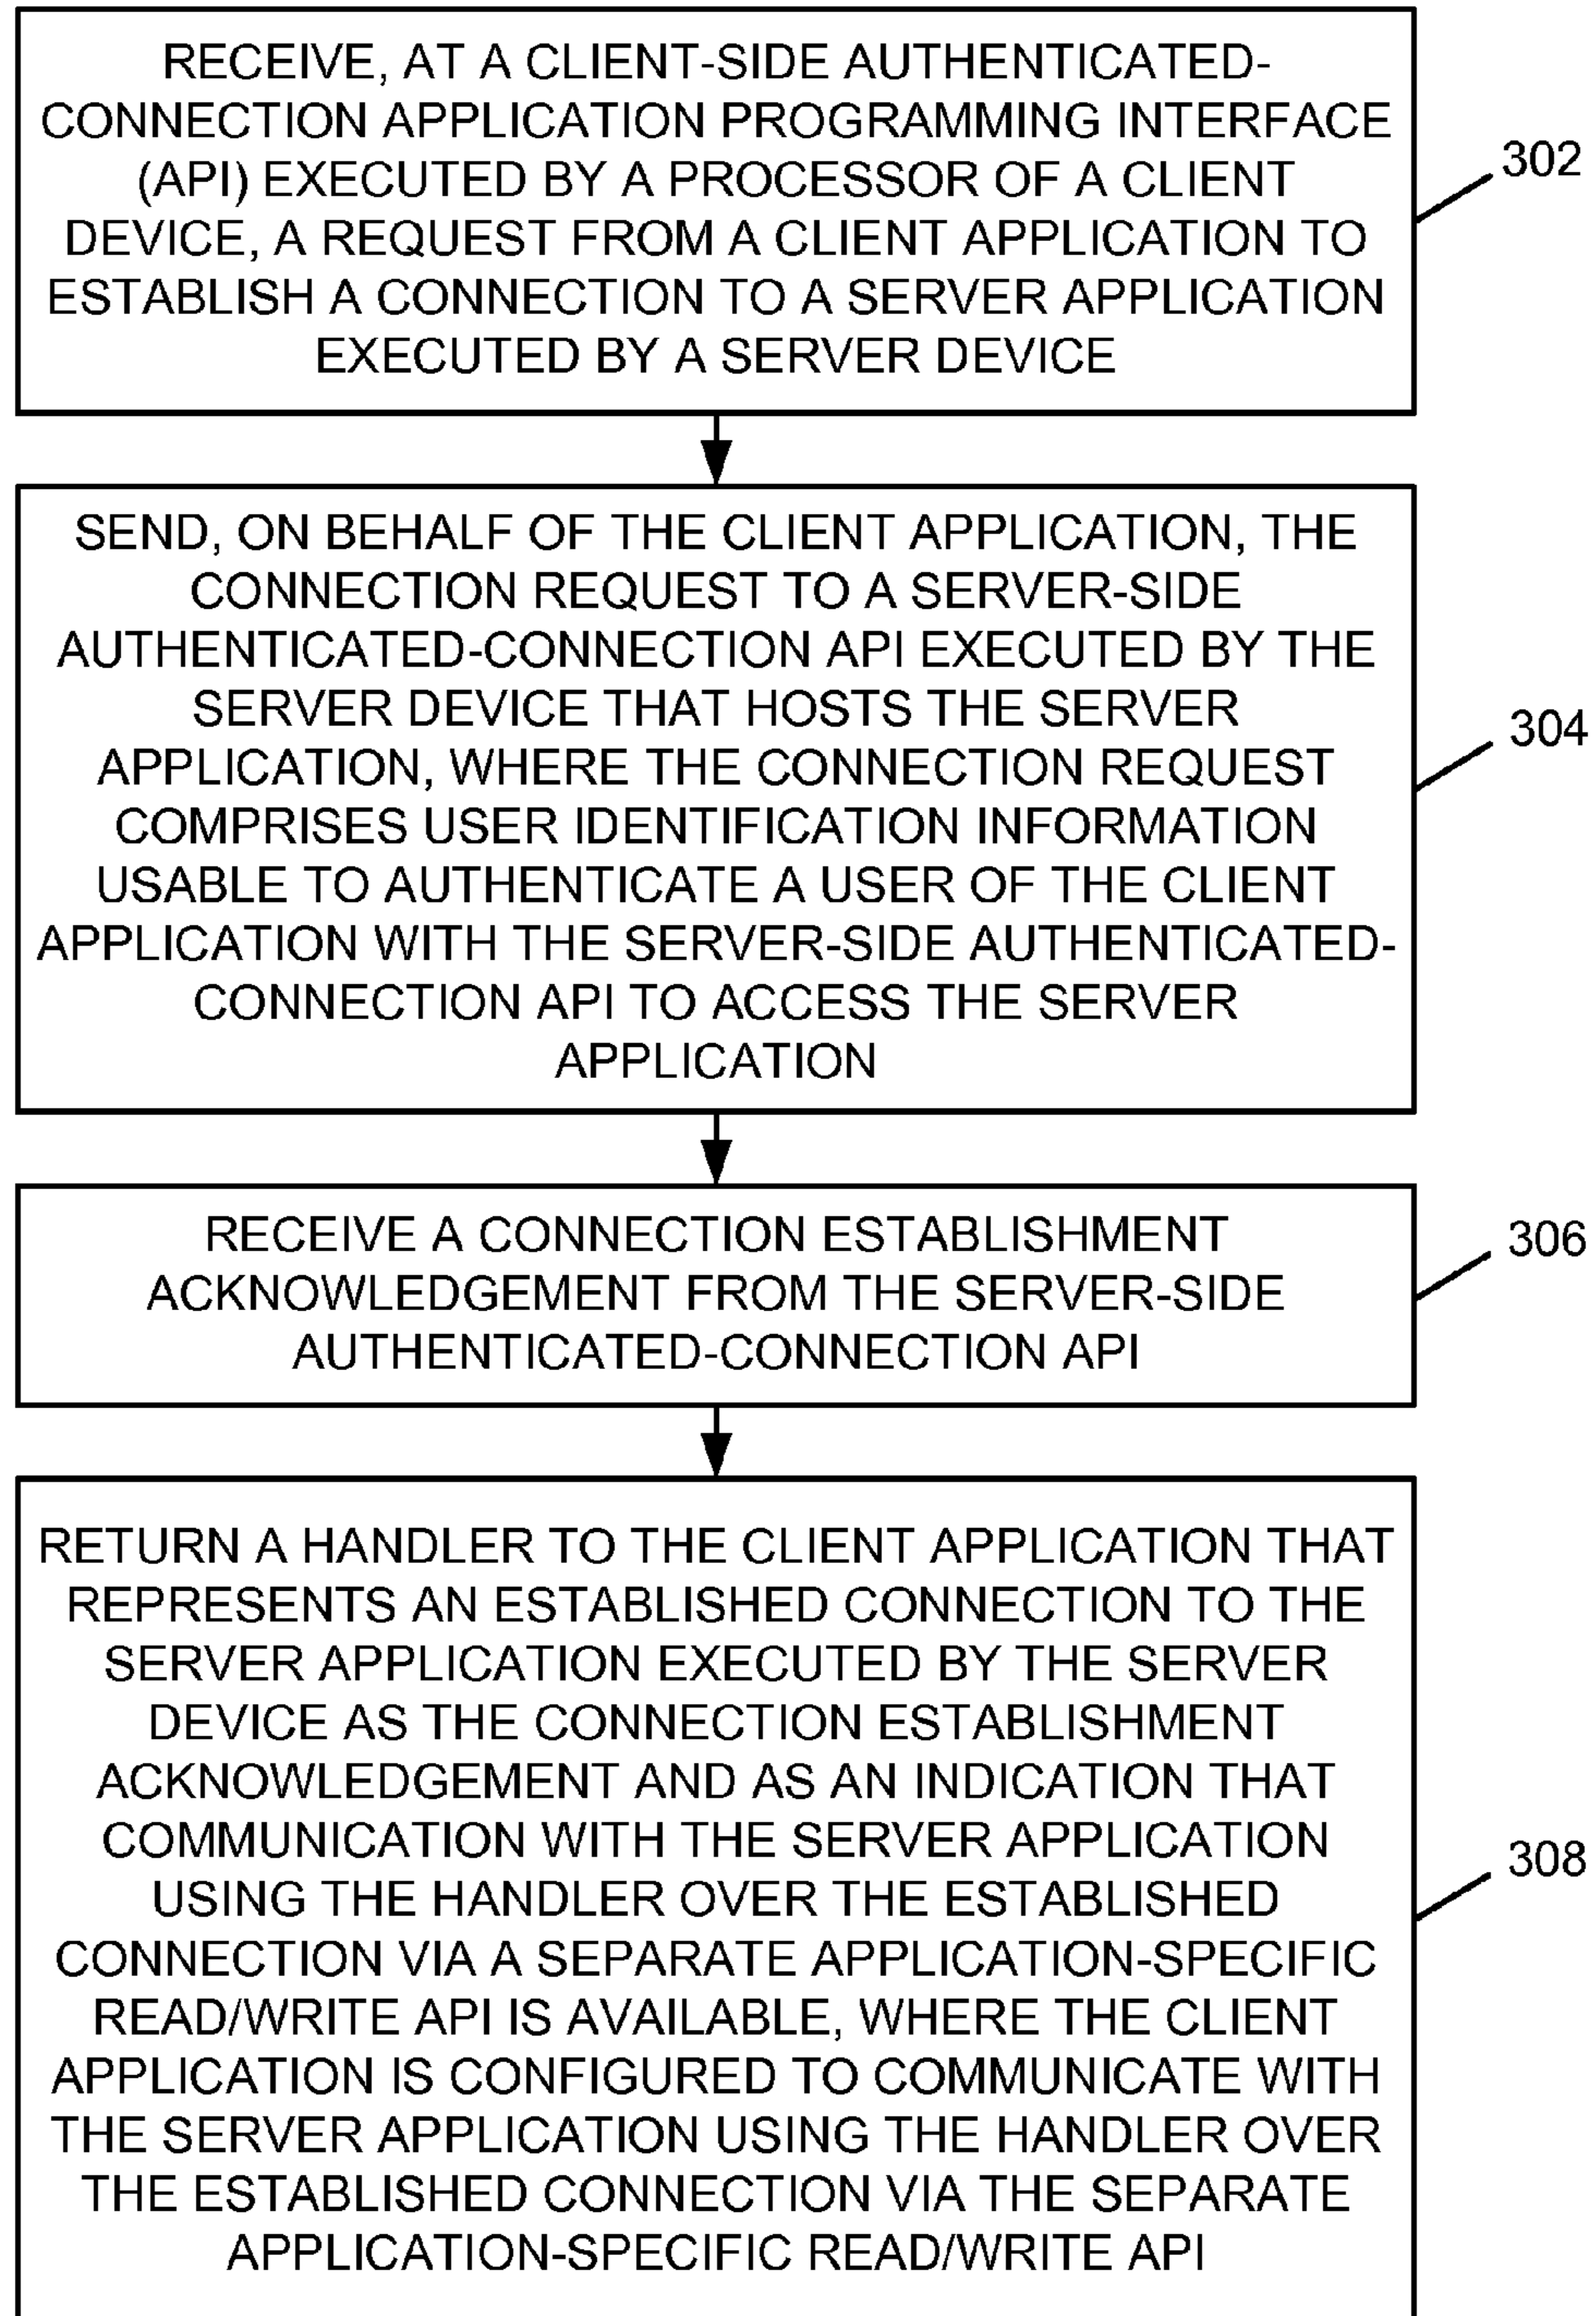 RECEIVE, AT A CLIENT-SIDE AUTHENTICATED-
CONNECTION APPLICATION PROGRAMMING INTERFACE
(API) EXECUTED BY A PROCESSOR OF A CLIENT
DEVICE, A REQUEST FROM A CLIENT APPLICATION TO
ESTABLISH A CONNECTION TO A SERVER APPLICATION
EXECUTED BY A SERVER DEVICE
302
SEND, ON BEHALF OF THE CLIENT APPLICATION, THE
CONNECTION REQUEST TO A SERVER-SIDE
AUTHENTICATED-CONNECTION API EXECUTED BY THE
SERVER DEVICE THAT HOSTS THE SERVER
APPLICATION, WHERE THE CONNECTION REQUEST
COMPRISES USER IDENTIFICATION INFORMATION
USABLE TO AUTHENTICATE A USER OF THE CLIENT
APPLICATION WITH THE SERVER-SIDE AUTHENTICATED-
CONNECTION API TO ACCESS THE SERVER
APPLICATION
304
RECEIVE A CONNECTION ESTABLISHMENT
ACKNOWLEDGEMENT FROM THE SERVER-SIDE
AUTHENTICATED-CONNECTION API
306
RETURN A HANDLER TO THE CLIENT APPLICATION THAT
REPRESENTS AN ESTABLISHED CONNECTION TO THE
SERVER APPLICATION EXECUTED BY THE SERVER
DEVICE AS THE CONNECTION ESTABLISHMENT
ACKNOWLEDGEMENT AND AS AN INDICATION THAT
COMMUNICATION WITH THE SERVER APPLICATION
USING THE HANDLER OVER THE ESTABLISHED
CONNECTION VIA A SEPARATE APPLICATION-SPECIFIC
READ/WRITE API IS AVAILABLE, WHERE THE CLIENT
APPLICATION IS CONFIGURED TO COMMUNICATE WITH
THE SERVER APPLICATION USING THE HANDLER OVER
THE ESTABLISHED CONNECTION VIA THE SEPARATE
APPLICATION-SPECIFIC READ/WRITE API
308